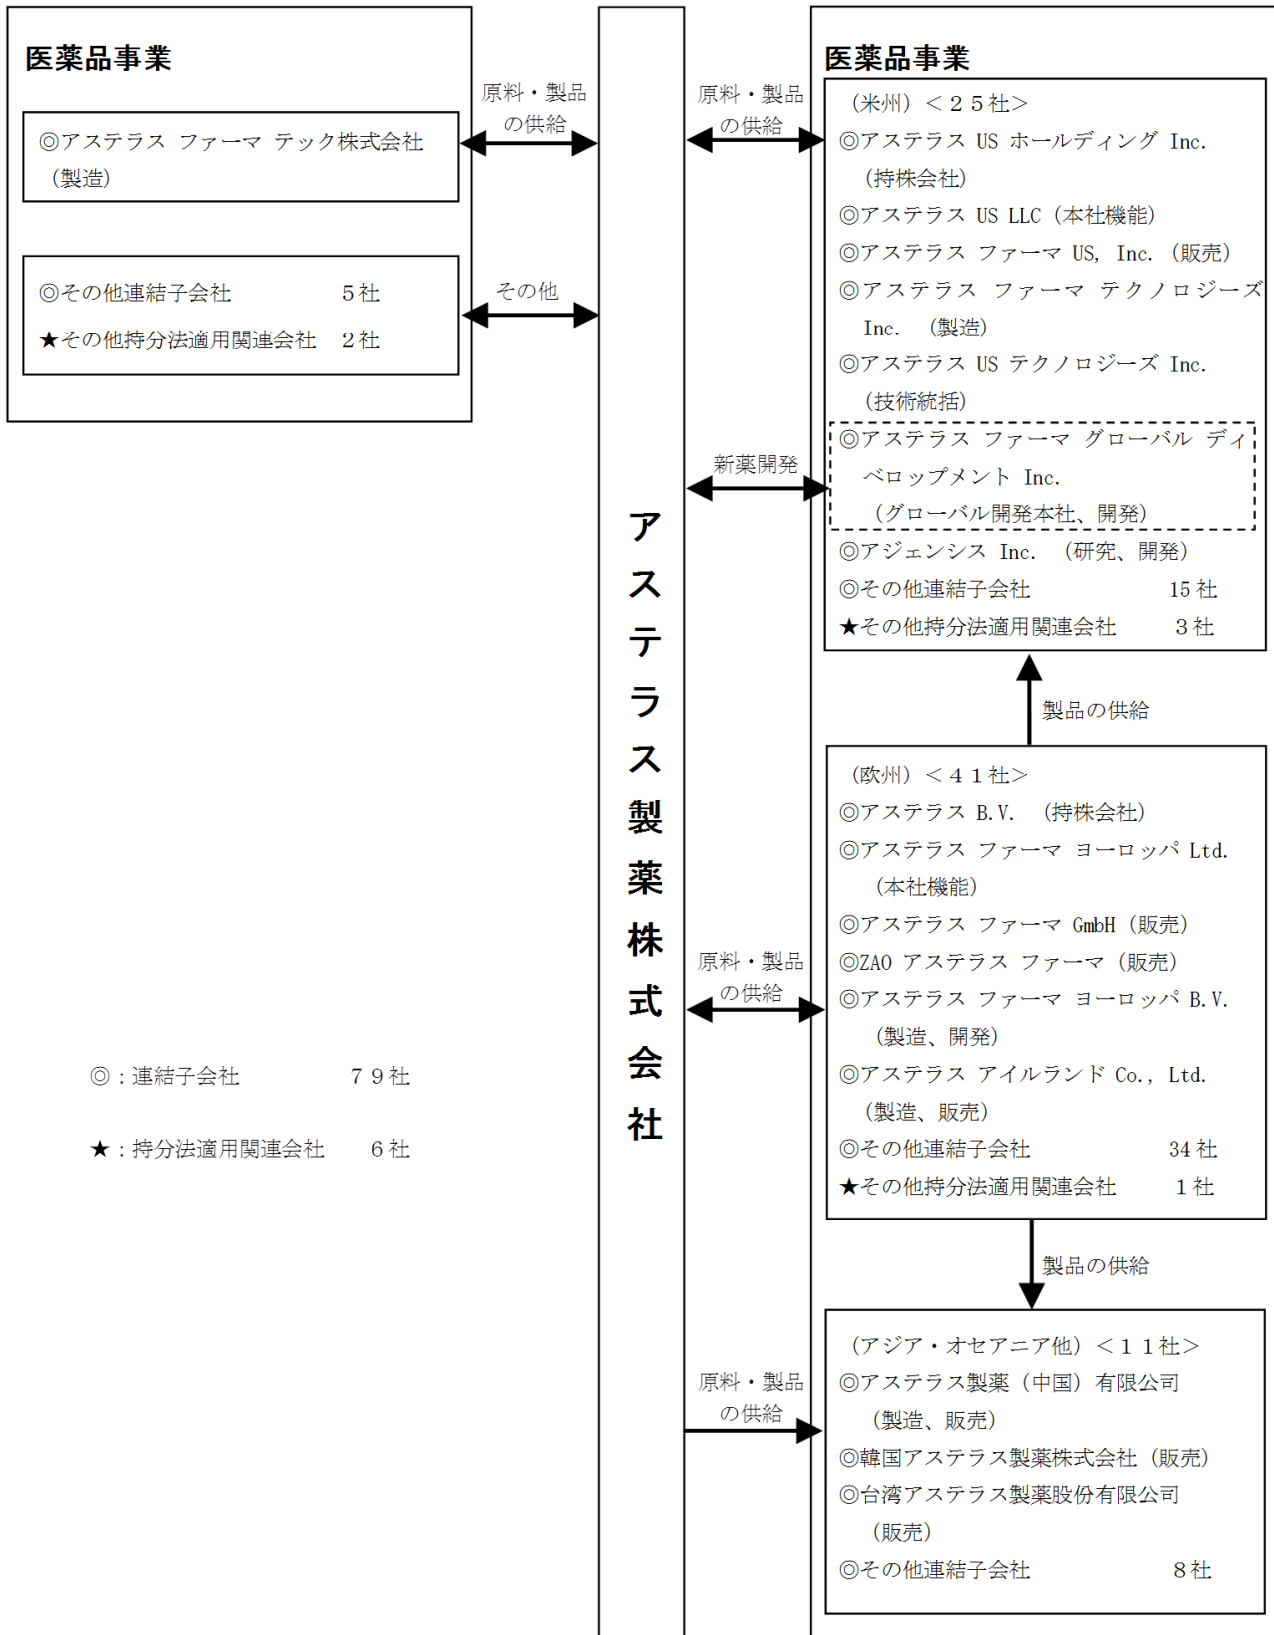 医薬品事業
◎アステラス ファーマ テック株式会社
(製造)
◎その他連結子会社 5社
★その他持分法適用関連会社 2社
原料・製品
の供給
その他
◎:連結子会社 79社
★:持分法適用関連会社 6社
アステラス製薬株式会社
原料・製品
の供給
新薬開発
原料・製品
の供給
原料・製品
の供給
医薬品事業
(米州)<25社>
◎アステラス US ホールディング Inc.
(持株会社)
◎アステラス US LLC(本社機能)
◎アステラス ファーマ US, Inc.(販売)
◎アステラス ファーマ テクノロジーズ
Inc. (製造)
◎アステラス US テクノロジーズ Inc.
(技術統括)
◎アステラス ファーマ グローバル ディ
ベロップメント Inc.
(グローバル開発本社、開発)
◎アジェンシス Inc. (研究、開発)
◎その他連結子会社 15社
★その他持分法適用関連会社 3社
製品の供給
(欧州)<41社>
◎アステラス B.V. (持株会社)
◎アステラス ファーマ ヨーロッパ Ltd.
(本社機能)
◎アステラス ファーマ GmbH(販売)
◎ZAO アステラス ファーマ(販売)
◎アステラス ファーマ ヨーロッパ B.V.
(製造、開発)
◎アステラス アイルランド Co., Ltd.
(製造、販売)
◎その他連結子会社 34社
★その他持分法適用関連会社 1社
製品の供給
(アジア・オセアニア他)<11社>
◎アステラス製薬(中国)有限公司
(製造、販売)
◎韓国アステラス製薬株式会社(販売)
◎台湾アステラス製薬股份有限公司
(販売)
◎その他連結子会社 8社